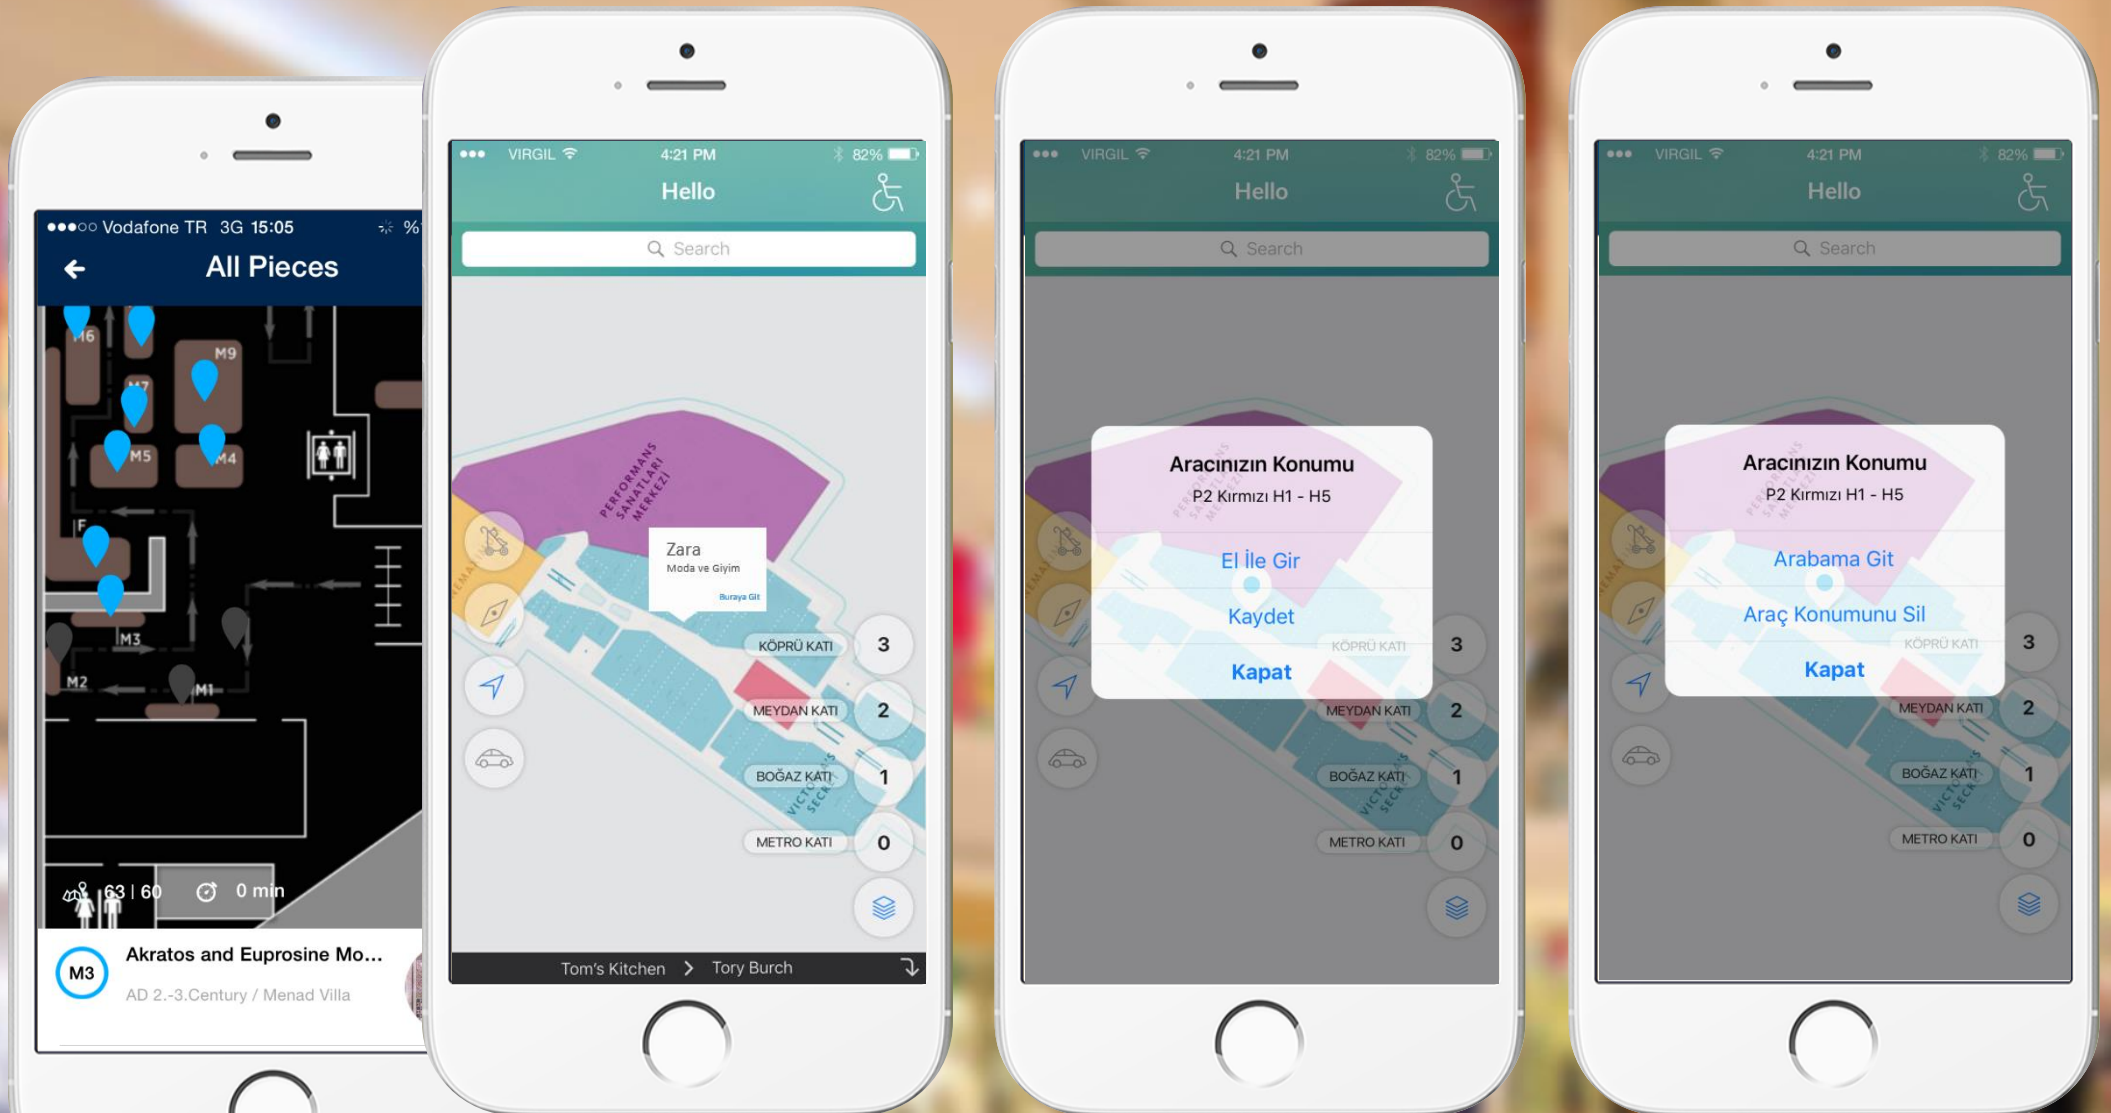 Vodafone TR 3G 15:05
All Pieces
M6
M9
M7
M5
M4
M3
M2
M1
63 | 60
0 min
M3
Akratos and Euprosine Mo...
AD 2.-3.Century / Menad Villa
VIRGIL
4:21 PM
82%
Hello
Search
PERFORMANS
SANATLARI
MERKEZİ
Zara
Moda ve Giyim
Buraya Git
KÖPRÜ KATI 3
MEYDAN KATI 2
BOĞAZ KATI 1
VICTORIA'S
SECRET
METRO KATI 0
Tom's Kitchen > Tory Burch
VIRGIL
4:21 PM
82%
Hello
Search
Aracınızın Konumu
P2 Kırmızı H1 - H5
El İle Gir
Kaydet
Kapat
KÖPRÜ KATI 3
MEYDAN KATI 2
BOĞAZ KATI 1
METRO KATI 0
VIRGIL
4:21 PM
82%
Hello
Search
Aracınızın Konumu
P2 Kırmızı H1 - H5
Arabama Git
Araç Konumunu Sil
Kapat
KÖPRÜ KATI 3
MEYDAN KATI 2
BOĞAZ KATI 1
METRO KATI 0